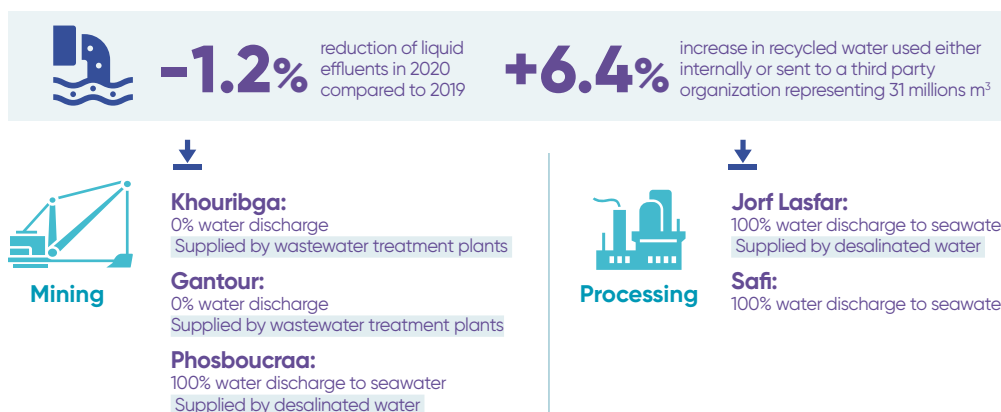 -1.2%
reduction of liquid
effluents in 2020
compared to 2019
+6.4%
increase in recycled water used either
internally or sent to a third party
organization representing 31 millions m³
Mining
Khouribga:
0% water discharge
Supplied by wastewater treatment plants
Gantour:
0% water discharge
Supplied by wastewater treatment plants
Phosboucraa:
100% water discharge to seawater
Supplied by desalinated water
Processing
Jorf Lasfar:
100% water discharge to seawate
Supplied by desalinated water
Safi:
100% water discharge to seawate